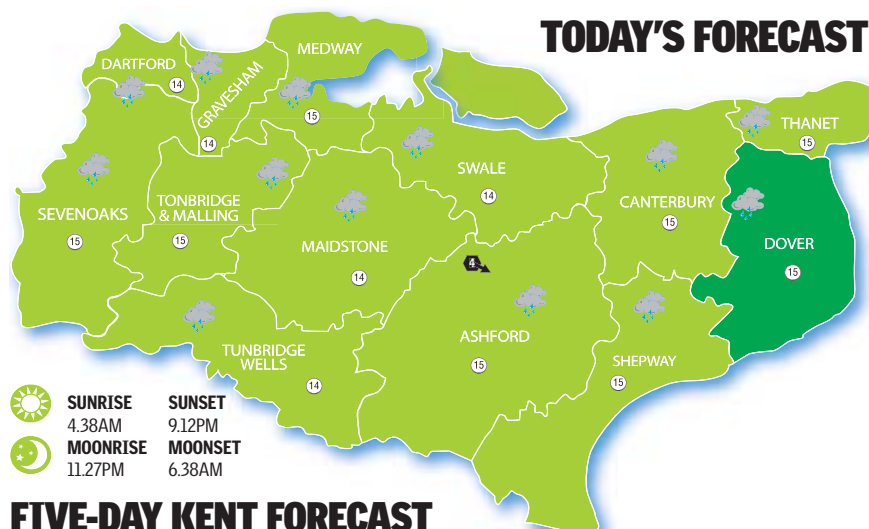 TODAY'S FORECAST
MEDWAY
DARTFORD
14
GRAVESHAM
14
15
THANET
15
SWALE
14
SEVENOAKS
15
TONBRIDGE
& MALLING
15
CANTERBURY
15
MAIDSTONE
14
DOVER
15
4
ASHFORD
15
TUNBRIDGE
WELLS
14
SHEPWAY
15
SUNRISE SUNSET
4.38AM 9.12PM
MOONRISE MOONSET
11.27PM 6.38AM
FIVE-DAY KENT FORECAST